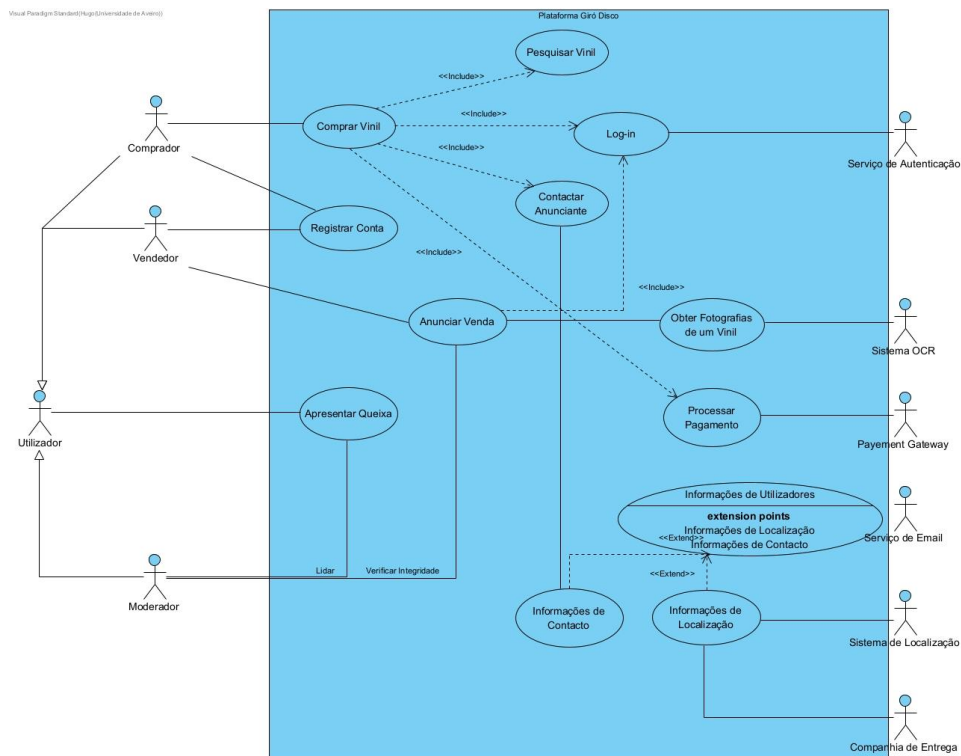 Visual Paradigm Standard(Hugo(Universidade de Aveiro))
Plataforma Giró Disco
Pesquisar Vinil
<<Include>>
Comprar Vinil
<<Include>>
Log-in
Comprador
Serviço de Autenticação
<<Include>>
Contactar
Anunciante
Registrar Conta
Vendedor
<<Include>>
<<Include>>
Anunciar Venda
Obter Fotografias
de um Vinil
Sistema OCR
Apresentar Queixa
Processar
Pagamento
Utilizador
Payement Gateway
Informações de Utilizadores
extension points
Informações de Localização
Informações de Contacto
<<Extend>>
Serviço de Email
<<Extend>>
Lidar
Verificar Integridade
Moderador
Informações de
Contacto
Informações de
Localização
Sistema de Localização
Companhia de Entrega